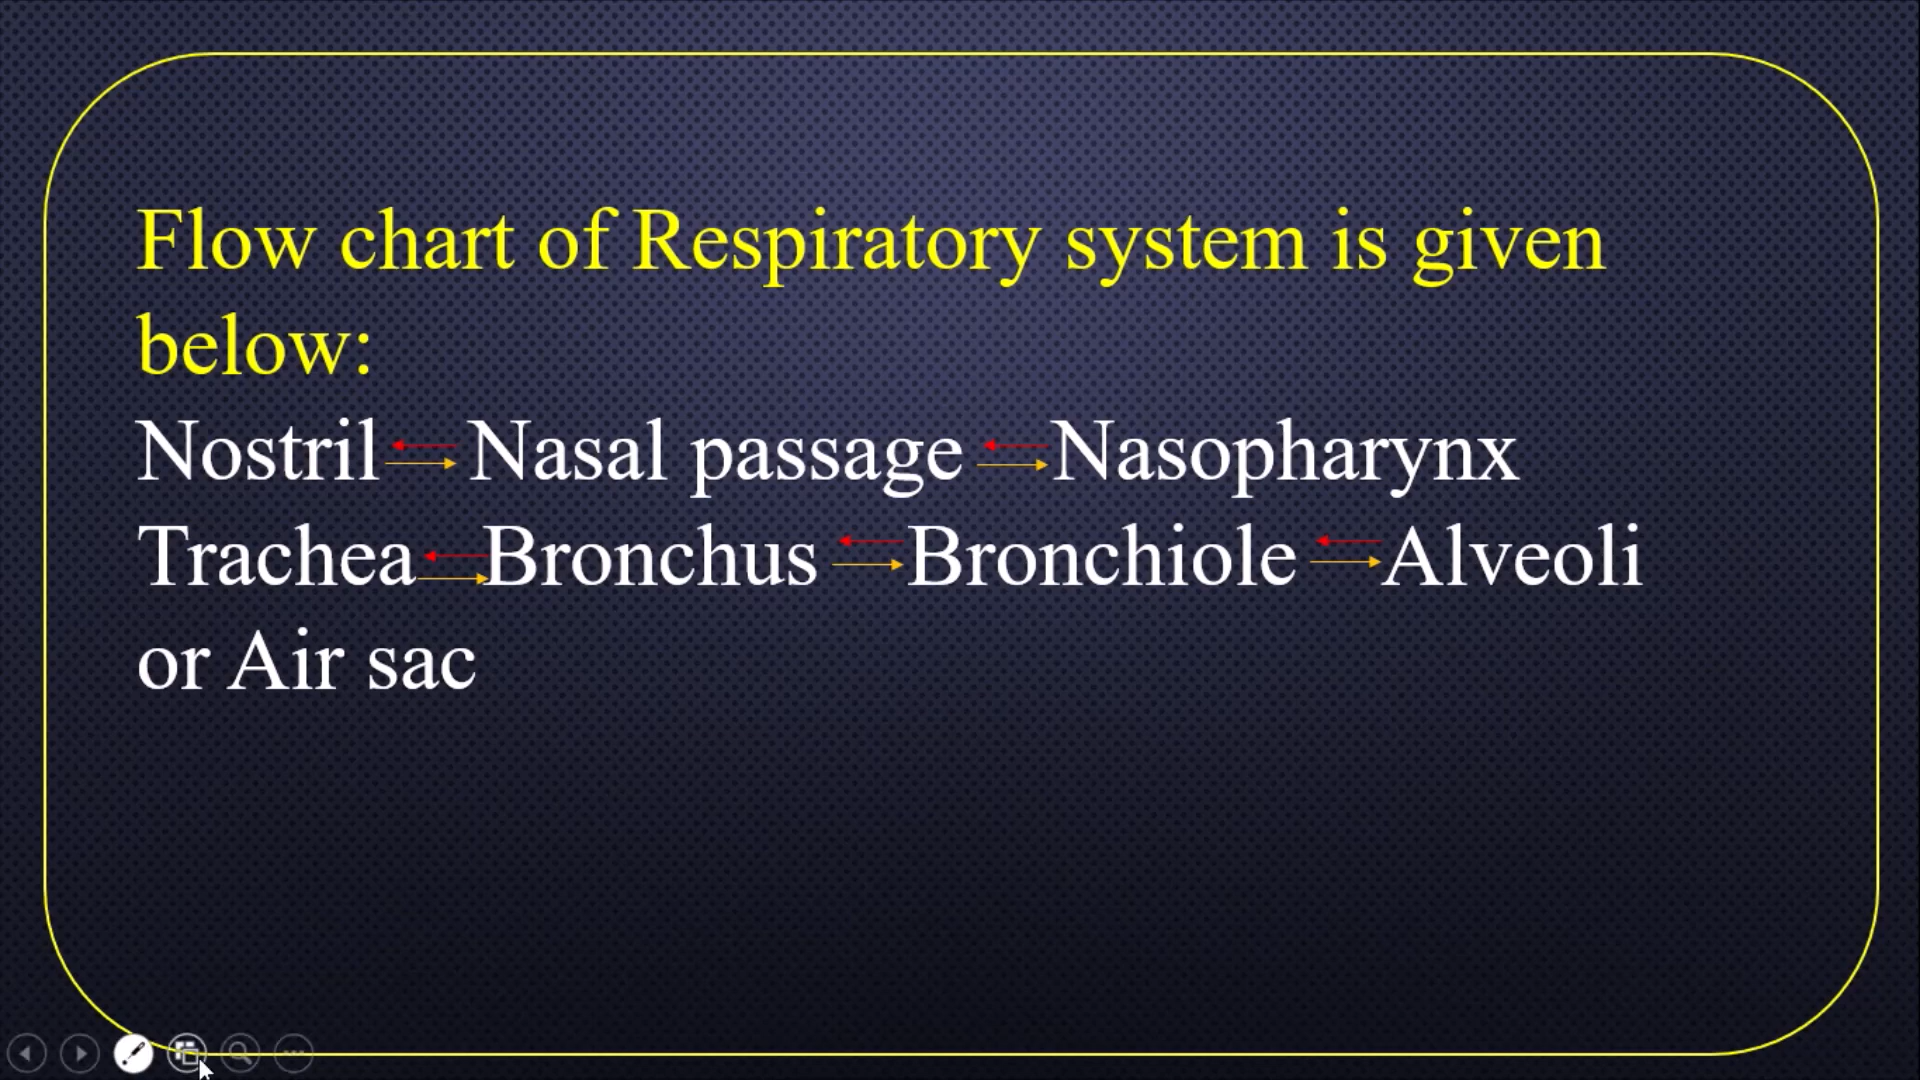 Flow chart of Respiratory system is given
below:
Nostril Nasal passage Nasopharynx
Trachea Bronchus Bronchiole Alveoli
or Air sac